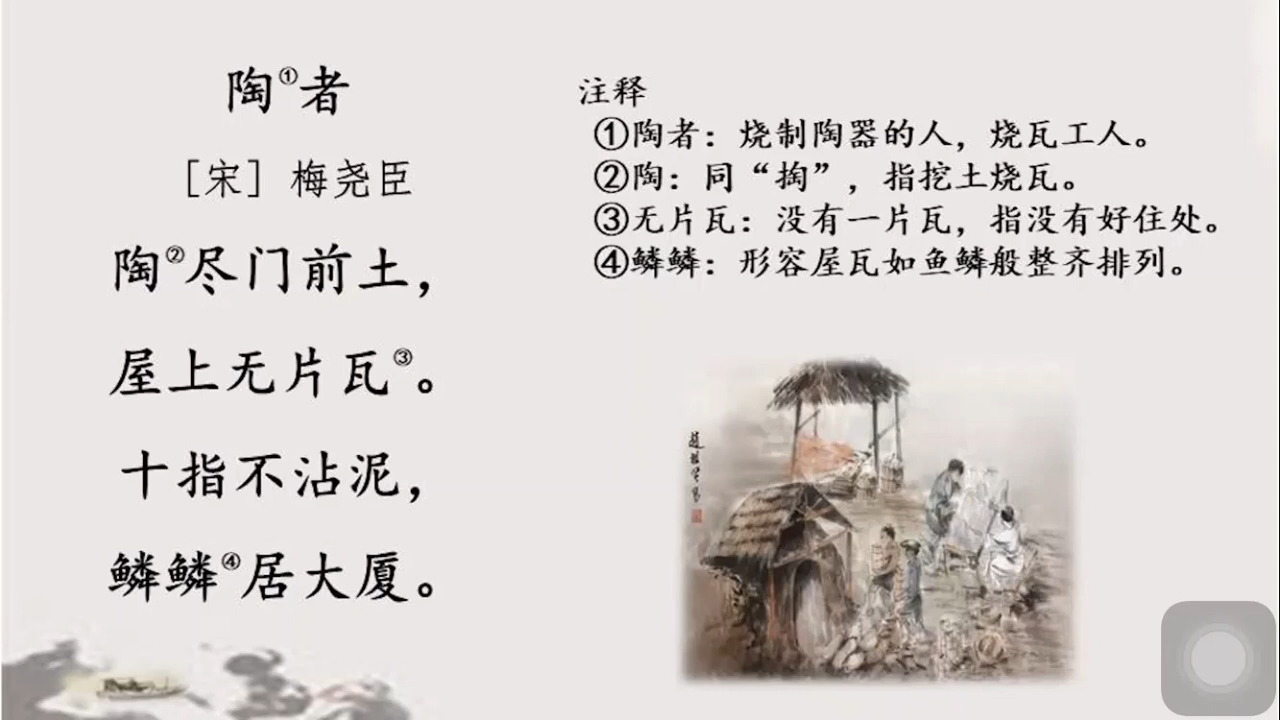 陶①者
［宋］ 梅尧臣
陶②尽门前土，
屋上无片瓦③。
十指不沾泥，
鳞鳞④居大厦。
注释
①陶者：烧制陶器的人，烧瓦工人。
②陶：同“掏”，指挖土烧瓦。
③无片瓦：没有一片瓦，指没有好住处。
④鳞鳞：形容屋瓦如鱼鳞般整齐排列。